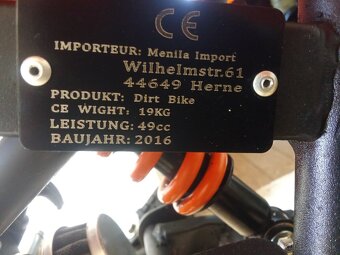 CE
IMPORTEUR: Menila Import
Wilhelmstr.61
44649 Herne
PRODUKT: Dirt Bike
CE WIGHT: 19KG
LEISTUNG: 49cc
BAUJAHR: 2016